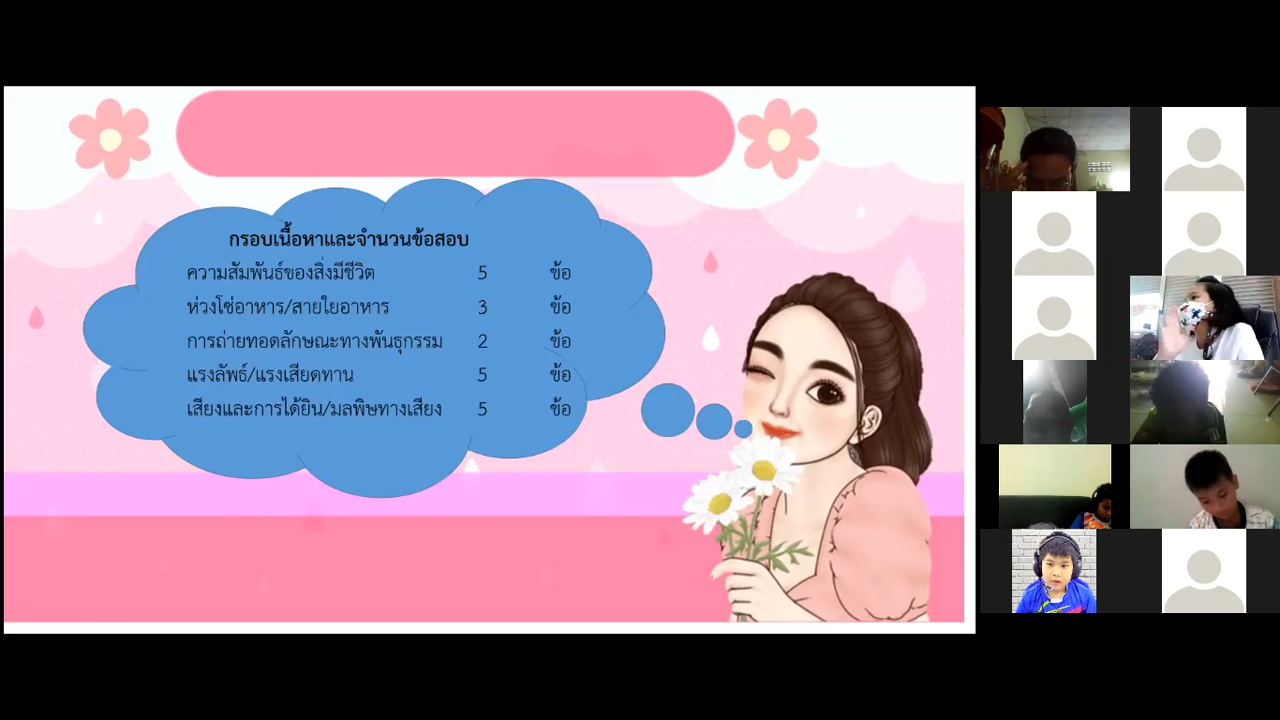 กรอบเนื้อหาและจำนวนข้อสอบ
ความสัมพันธ์ของสิ่งมีชีวิต 5 ข้อ
ห่วงโซ่อาหาร/สายใยอาหาร 3 ข้อ
การถ่ายทอดลักษณะทางพันธุกรรม 2 ข้อ
แรงลัพธ์/แรงเสียดทาน 5 ข้อ
เสียงและการได้ยิน/มลพิษทางเสียง 5 ข้อ